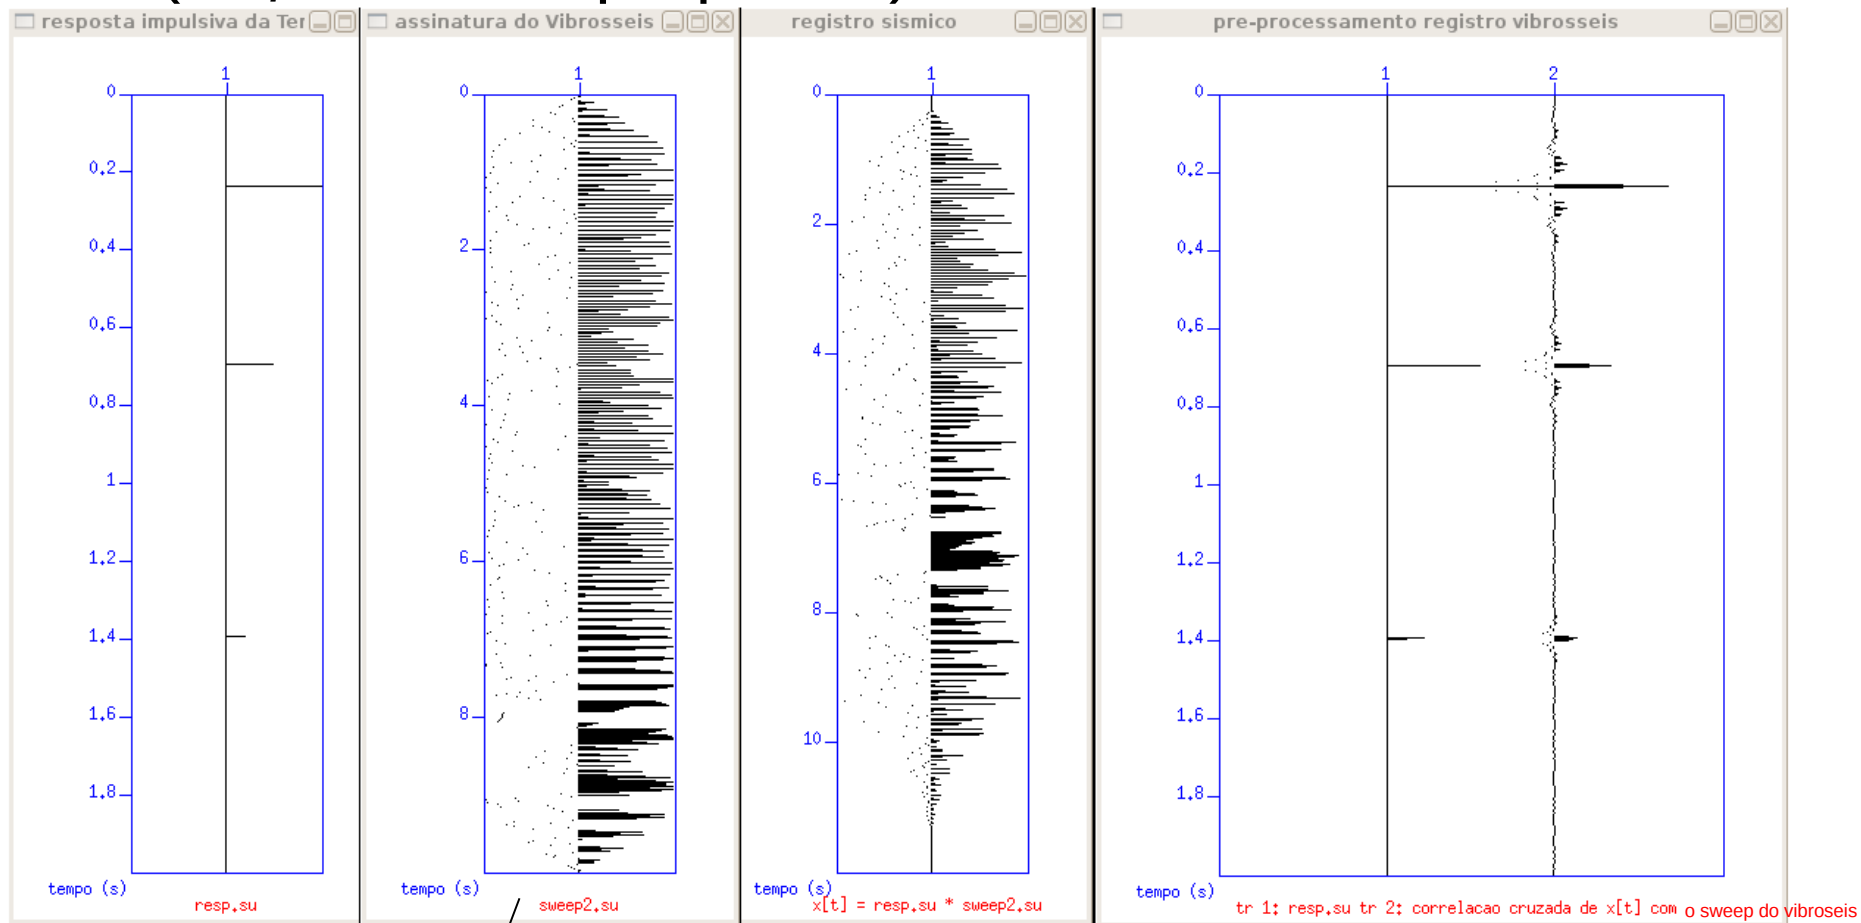 resposta impulsiva da Ter
1
0
0.2
0.4
0.6
0.8
1
1.2
1.4
1.6
1.8
tempo (s)
resp.su
assinatura do Vibrosseis
1
0
2
4
6
8
tempo (s)
sweep2.su
registro sismico
1
0
2
4
6
8
10
tempo (s)
x[t] = resp.su * sweep2.su
pre-processamento registro vibrosseis
1 2
0
0.2
0.4
0.6
0.8
1
1.2
1.4
1.6
1.8
tempo (s)
tr 1: resp.su tr 2: correlacao cruzada de x[t] com o sweep do vibroseis